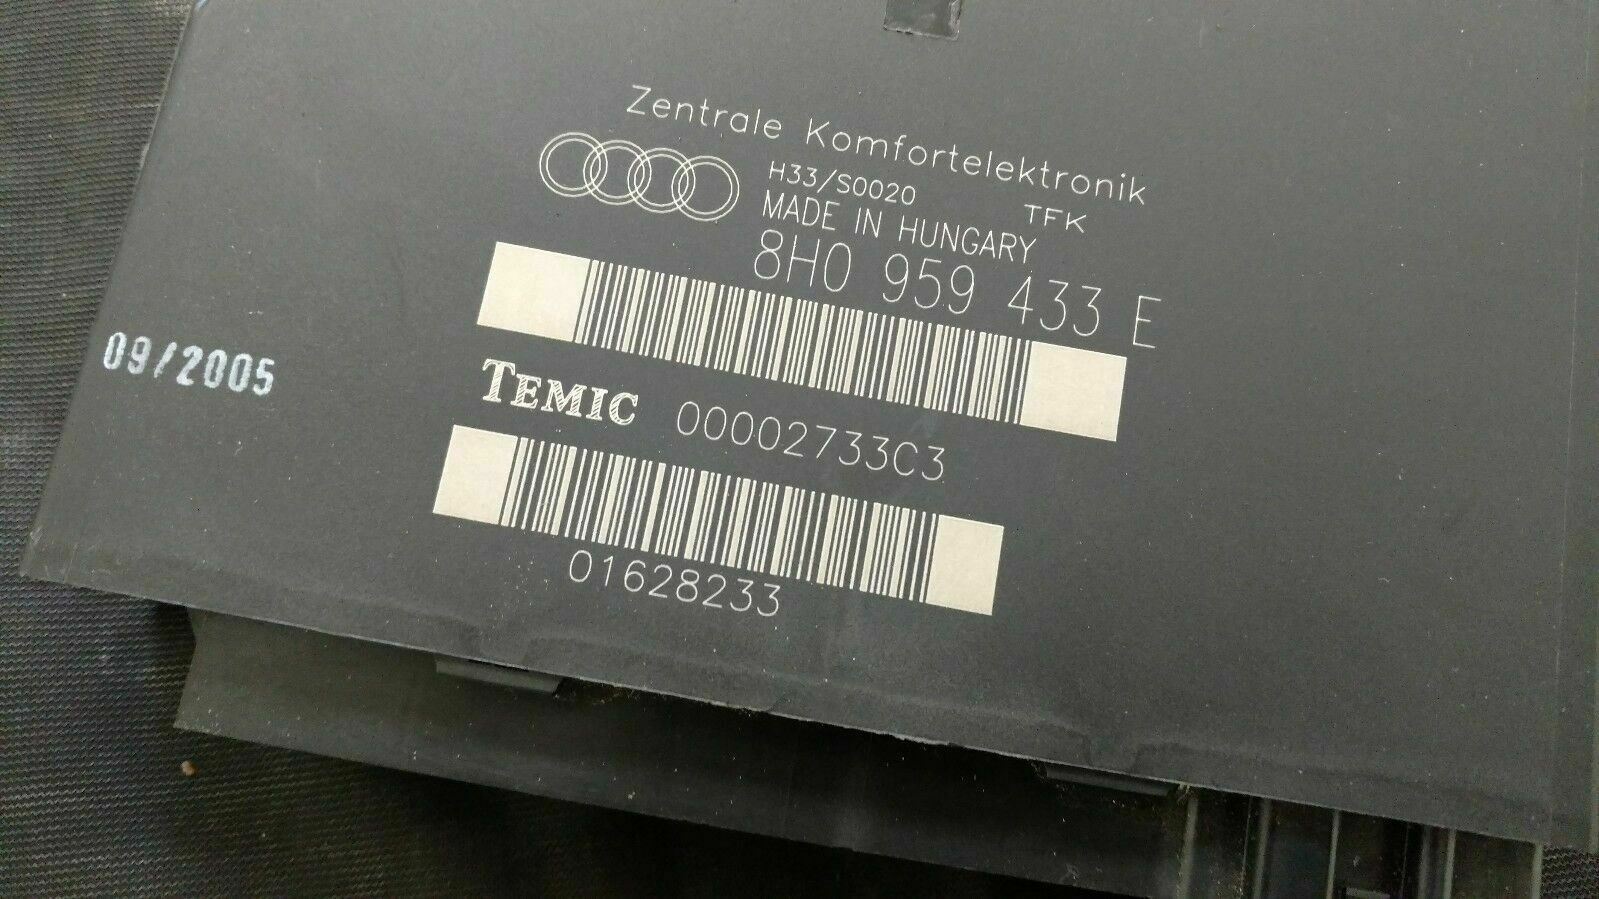 Zentrale Komfortelektronik
H33/S0020 TFK
MADE IN HUNGARY
8H0 959 433 E
09/2005
TEMIC 00002733C3
01628233